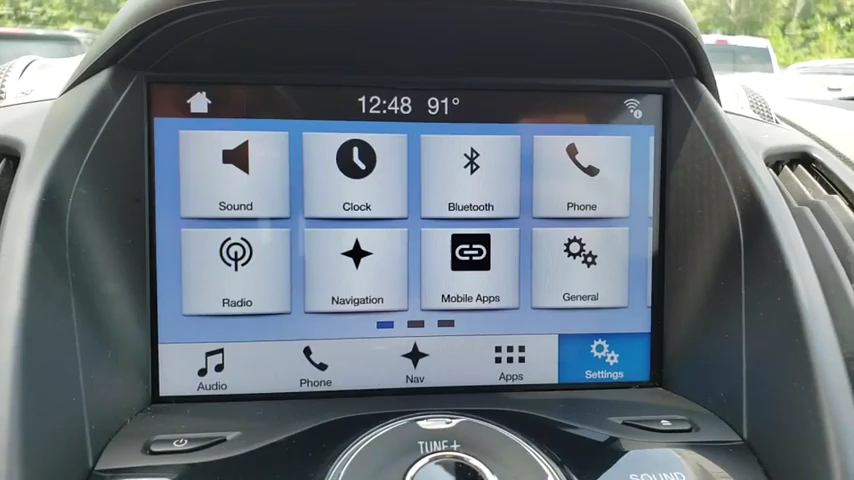 12:48 91°
Sound Clock Bluetooth Phone
Radio Navigation Mobile Apps General
Audio Phone Nav Apps Settings
TUNE+
SOUND